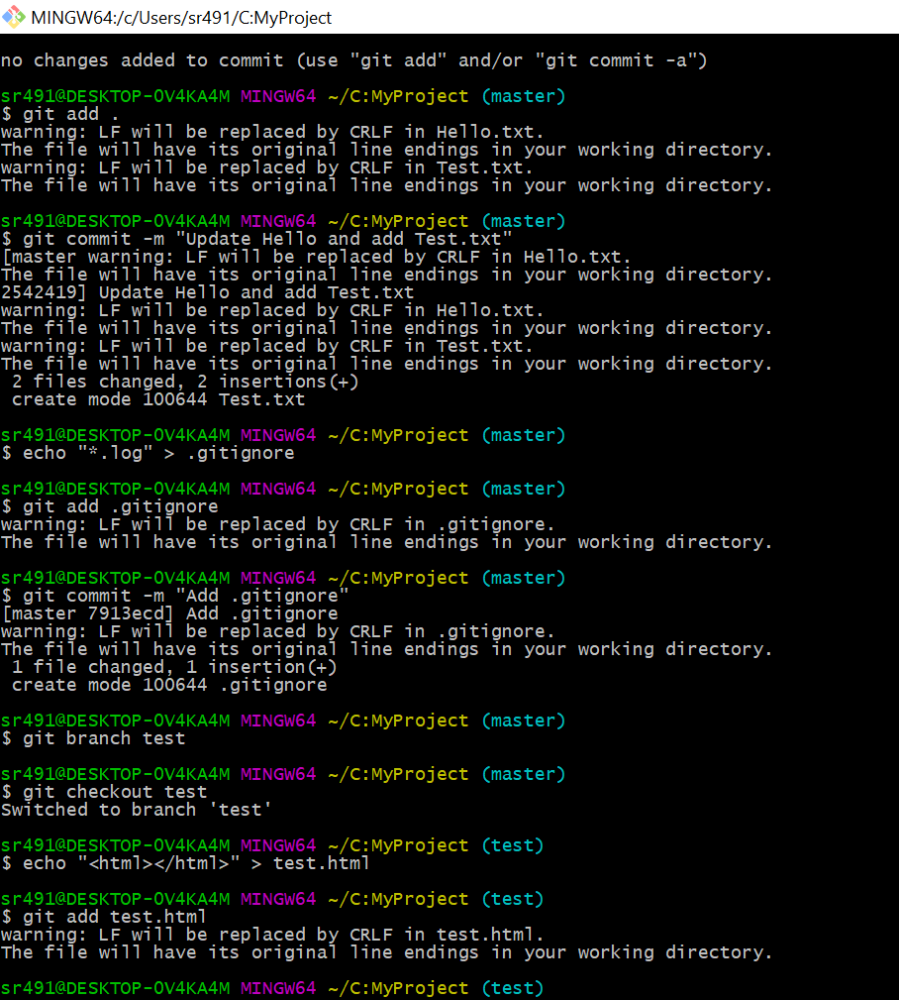 MINGW64:/c/Users/sr491/C:MyProject
no changes added to commit (use "git add" and/or "git commit -a")
sr491@DESKTOP-0V4KA4M MINGW64 ~/C:MyProject (master)
$ git add .
warning: LF will be replaced by CRLF in Hello.txt.
The file will have its original line endings in your working directory.
warning: LF will be replaced by CRLF in Test.txt.
The file will have its original line endings in your working directory.
sr491@DESKTOP-0V4KA4M MINGW64 ~/C:MyProject (master)
$ git commit -m "Update Hello and add Test.txt"
[master warning: LF will be replaced by CRLF in Hello.txt.
The file will have its original line endings in your working directory.
2542419] Update Hello and add Test.txt
warning: LF will be replaced by CRLF in Hello.txt.
The file will have its original line endings in your working directory.
warning: LF will be replaced by CRLF in Test.txt.
The file will have its original line endings in your working directory.
 2 files changed, 2 insertions(+)
 create mode 100644 Test.txt
sr491@DESKTOP-0V4KA4M MINGW64 ~/C:MyProject (master)
$ echo "*.log" > .gitignore
sr491@DESKTOP-0V4KA4M MINGW64 ~/C:MyProject (master)
$ git add .gitignore
warning: LF will be replaced by CRLF in .gitignore.
The file will have its original line endings in your working directory.
sr491@DESKTOP-0V4KA4M MINGW64 ~/C:MyProject (master)
$ git commit -m "Add .gitignore"
[master 7913ecd] Add .gitignore
warning: LF will be replaced by CRLF in .gitignore.
The file will have its original line endings in your working directory.
 1 file changed, 1 insertion(+)
 create mode 100644 .gitignore
sr491@DESKTOP-0V4KA4M MINGW64 ~/C:MyProject (master)
$ git branch test
sr491@DESKTOP-0V4KA4M MINGW64 ~/C:MyProject (master)
$ git checkout test
Switched to branch 'test'
sr491@DESKTOP-0V4KA4M MINGW64 ~/C:MyProject (test)
$ echo "<html></html>" > test.html
sr491@DESKTOP-0V4KA4M MINGW64 ~/C:MyProject (test)
$ git add test.html
warning: LF will be replaced by CRLF in test.html.
The file will have its original line endings in your working directory.
sr491@DESKTOP-0V4KA4M MINGW64 ~/C:MyProject (test)